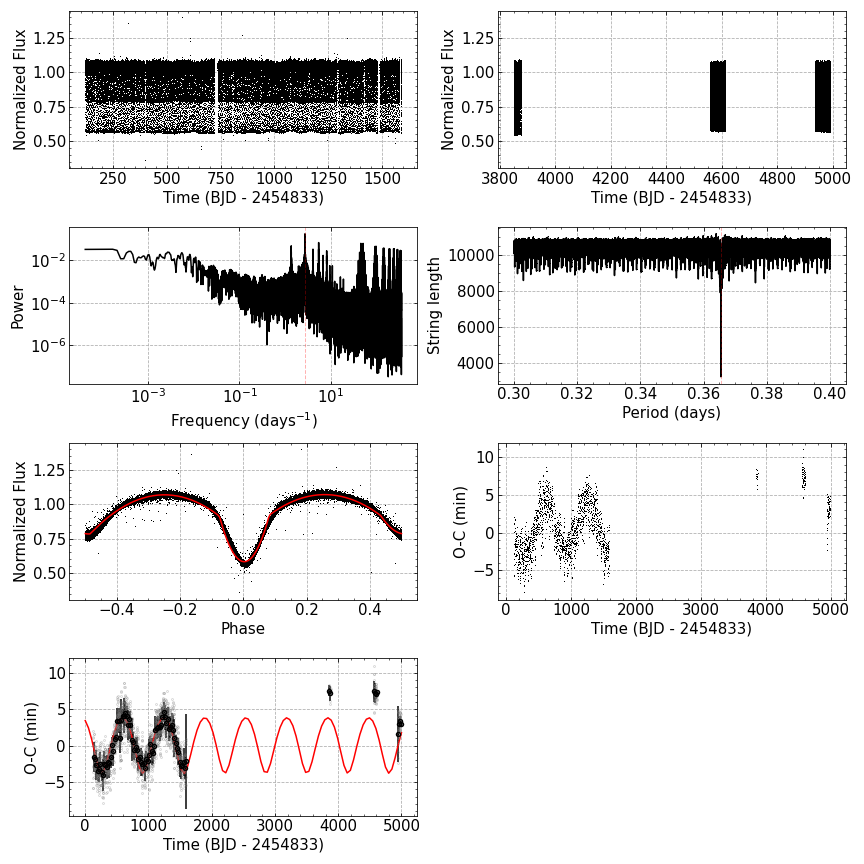 1.25
1.00
0.75
0.50
Normalized Flux
250 500 750 1000 1250 1500
Time (BJD - 2454833)
1.25
1.00
0.75
0.50
Normalized Flux
3800 4000 4200 4400 4600 4800 5000
Time (BJD - 2454833)
10⁻²
10⁻⁴
10⁻⁶
Power
10⁻³ 10⁻¹ 10¹
Frequency (days⁻¹)
10000
8000
6000
4000
String length
0.30 0.32 0.34 0.36 0.38 0.40
Period (days)
1.25
1.00
0.75
0.50
Normalized Flux
−0.4 −0.2 0.0 0.2 0.4
Phase
10
5
0
−5
O-C (min)
0 1000 2000 3000 4000 5000
Time (BJD - 2454833)
10
5
0
−5
O-C (min)
0 1000 2000 3000 4000 5000
Time (BJD - 2454833)